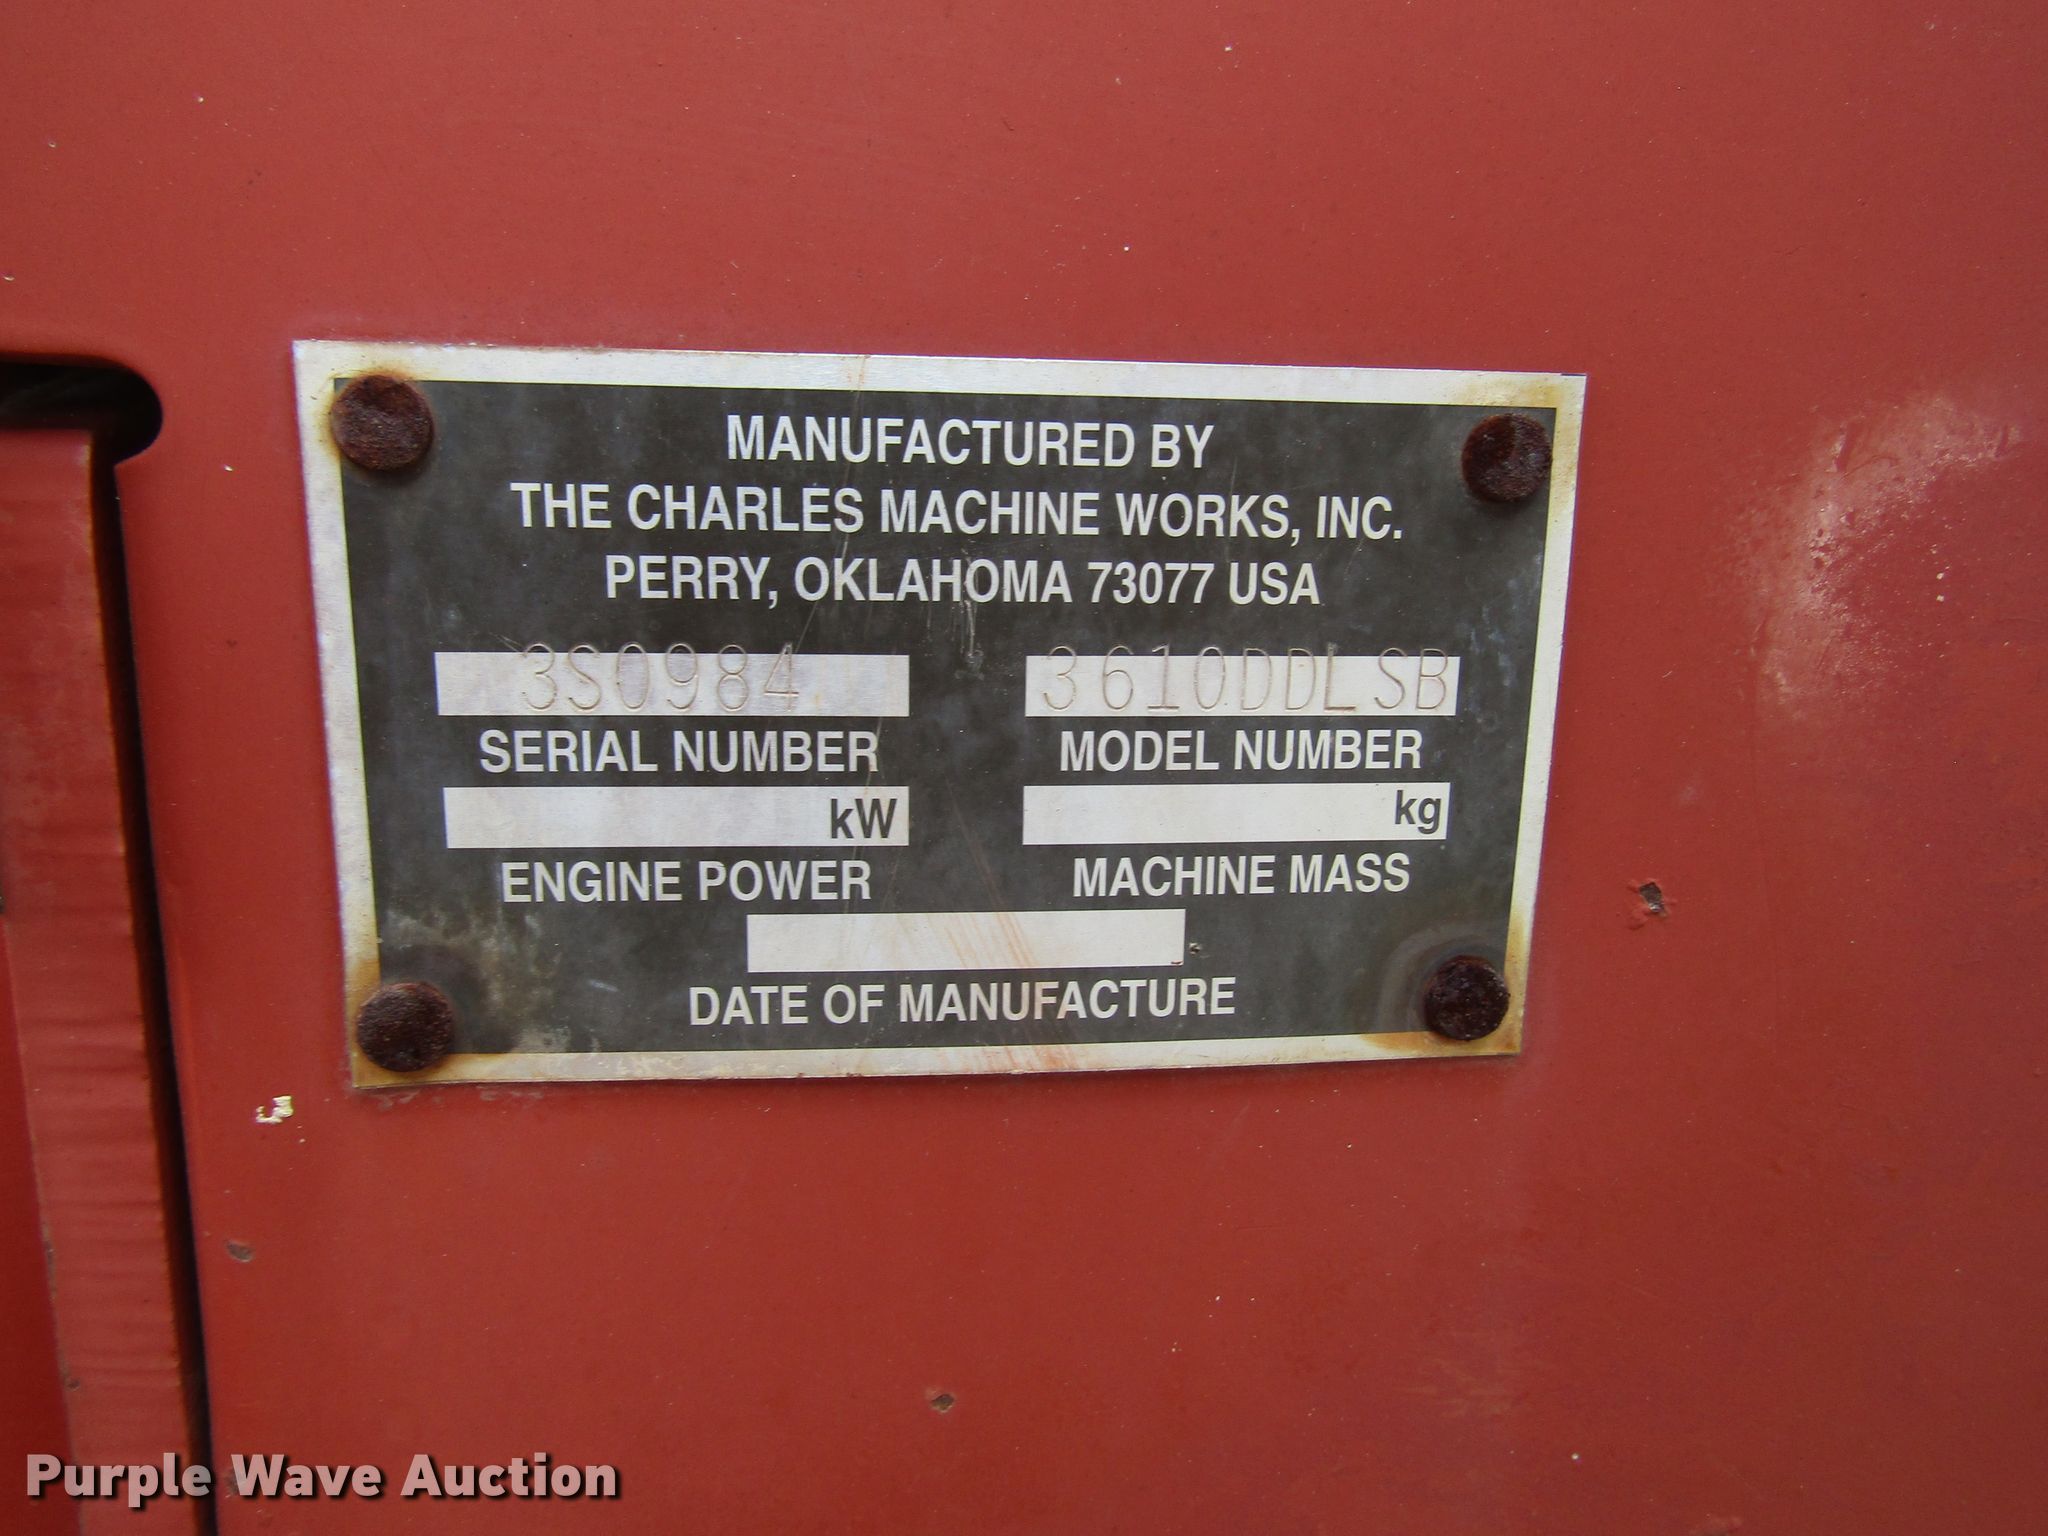 MANUFACTURED BY
THE CHARLES MACHINE WORKS, INC.
PERRY, OKLAHOMA 73077 USA
3S0984 3610DDLSB
SERIAL NUMBER MODEL NUMBER
kW kg
ENGINE POWER MACHINE MASS
DATE OF MANUFACTURE
Purple Wave Auction